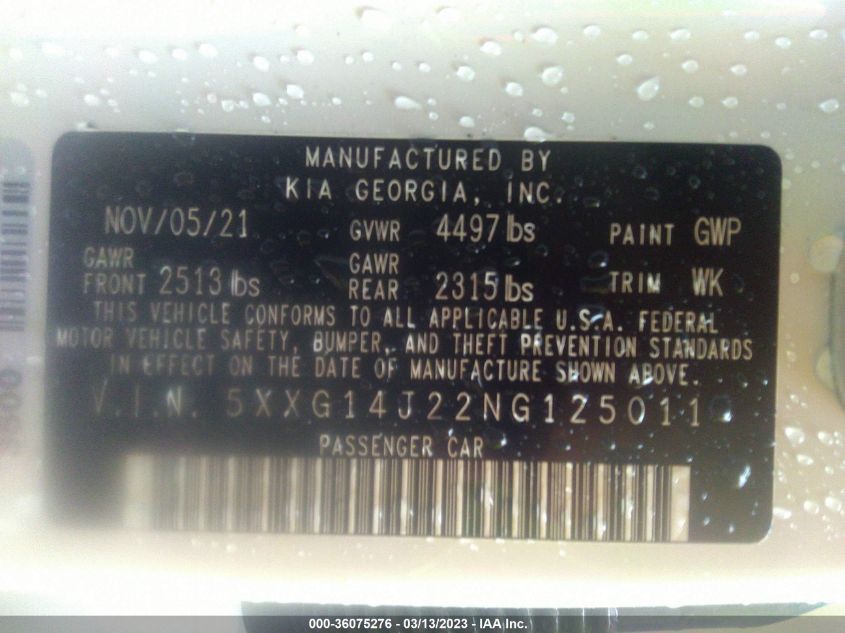 MANUFACTURED BY
KIA GEORGIA, INC.
NOV/05/21 GVWR 4497 lbs PAINT GWP
GAWR FRONT 2513 lbs GAWR REAR 2315 lbs TRIM WK
THIS VEHICLE CONFORMS TO ALL APPLICABLE U.S.A. FEDERAL
MOTOR VEHICLE SAFETY, BUMPER, AND THEFT PREVENTION STANDARDS
IN EFFECT ON THE DATE OF MANUFACTURE SHOWN ABOVE.
V.I.N. 5XXG14J22NG125011
PASSENGER CAR
000-36075276 - 03/13/2023 - IAA Inc.